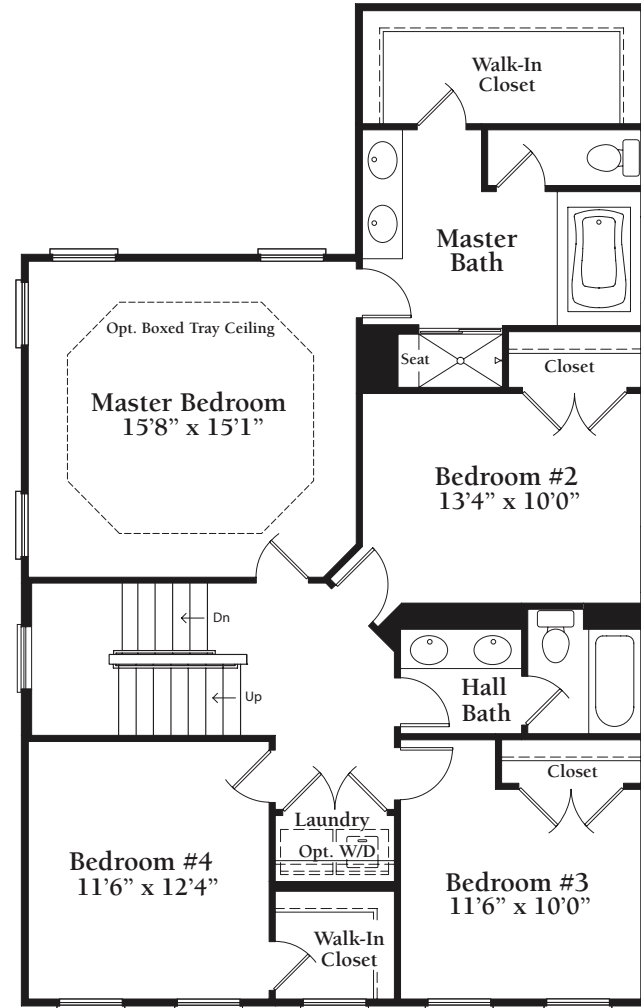 Walk-In
Closet
Master
Bath
Opt. Boxed Tray Ceiling
Seat
Closet
Master Bedroom
15’8” x 15’1”
Bedroom #2
13’4” x 10’0”
Dn
Up
Hall
Bath
Closet
Laundry
Opt. W/D
Bedroom #4
11’6” x 12’4”
Bedroom #3
11’6” x 10’0”
Walk-In
Closet